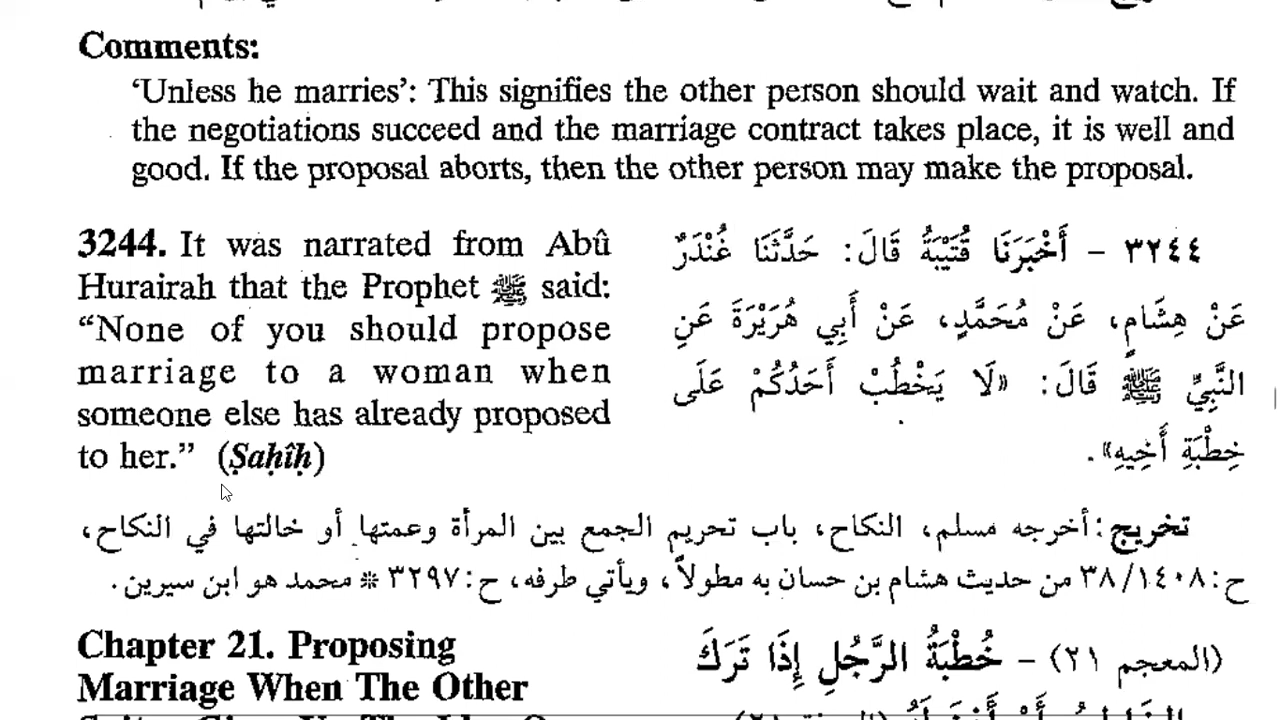 Comments:
‘Unless he marries’: This signifies the other person should wait and watch. If
the negotiations succeed and the marriage contract takes place, it is well and
good. If the proposal aborts, then the other person may make the proposal.
3244. It was narrated from Abû
Hurairah that the Prophet ﷺ said:
“None of you should propose
marriage to a woman when
someone else has already proposed
to her.” (Ṣaḥîḥ)
٣٢٤٤ – أَخْبَرَنَا قُتَيْبَةُ قَالَ: حَدَّثَنَا غُنْدَرٌ
عَنْ هِشَامٍ، عَنْ مُحَمَّدٍ، عَنْ أَبِي هُرَيْرَةَ عَنِ
النَّبِيِّ ﷺ قَالَ: «لَا يَخْطُبْ أَحَدُكُمْ عَلَى
خِطْبَةِ أَخِيهِ».
تخريج: أخرجه مسلم، النكاح، باب تحريم الجمع بين المرأة وعمتها أو خالتها في النكاح،
ح: ٣٨/١٤٠٨ من حديث هشام بن حسان به مطولاً، ويأتي طرفه، ح: ٣٢٩٧ * محمد هو ابن سيرين.
Chapter 21. Proposing
Marriage When The Other
(المعجم ٢١) – خُطْبَةُ الرَّجُلِ إِذَا تَرَكَ